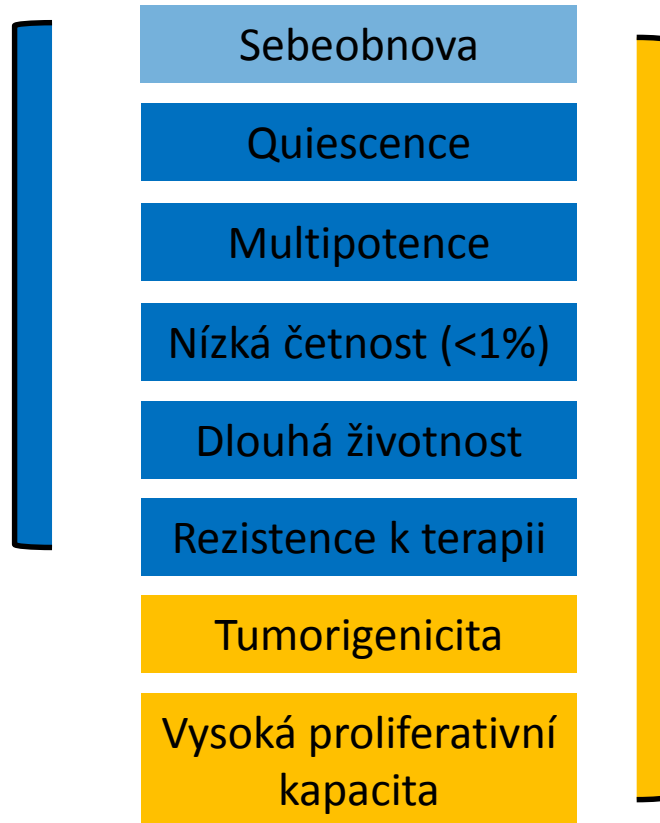 Sebeobnova
Quiescence
Multipotence
Nízká četnost (<1%)
Dlouhá životnost
Rezistence k terapii
Tumorigenicita
Vysoká proliferativní
kapacita